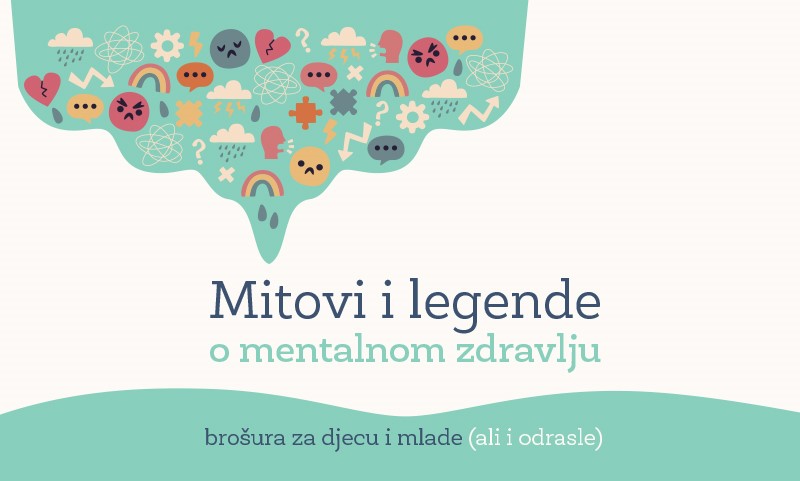 Mitovi i legende
o mentalnom zdravlju
brošura za djecu i mlade (ali i odrasle)